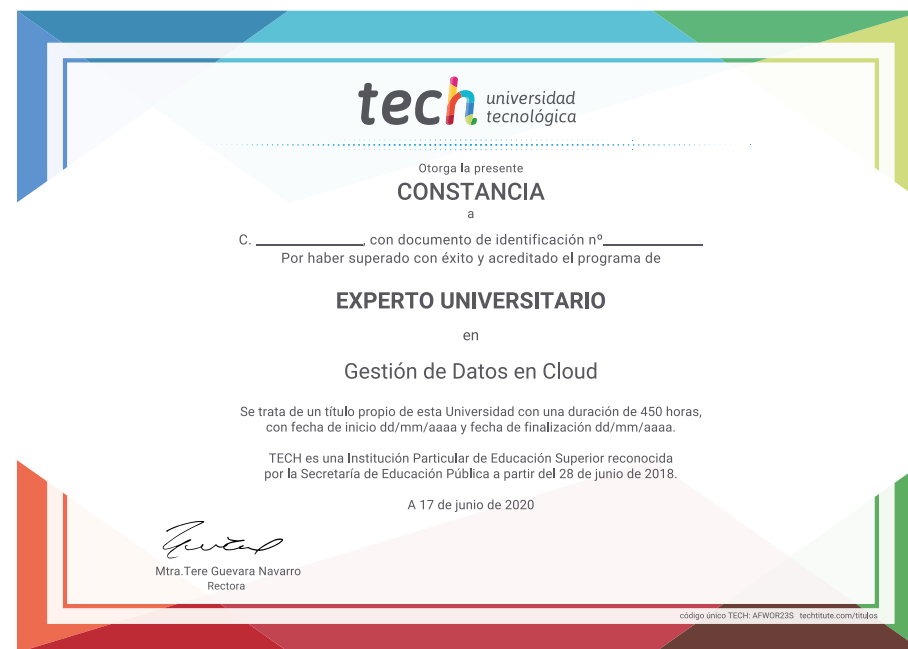 tech universidad
tecnológica
Otorga la presente
CONSTANCIA
a
C. ____________, con documento de identificación nº____________
Por haber superado con éxito y acreditado el programa de
EXPERTO UNIVERSITARIO
en
Gestión de Datos en Cloud
Se trata de un título propio de esta Universidad con una duración de 450 horas,
con fecha de inicio dd/mm/aaaa y fecha de finalización dd/mm/aaaa.
TECH es una Institución Particular de Educación Superior reconocida
por la Secretaría de Educación Pública a partir del 28 de junio de 2018.
A 17 de junio de 2020
Mtra.Tere Guevara Navarro
Rectora
código único TECH: AFWOR23S techtitute.com/titulos